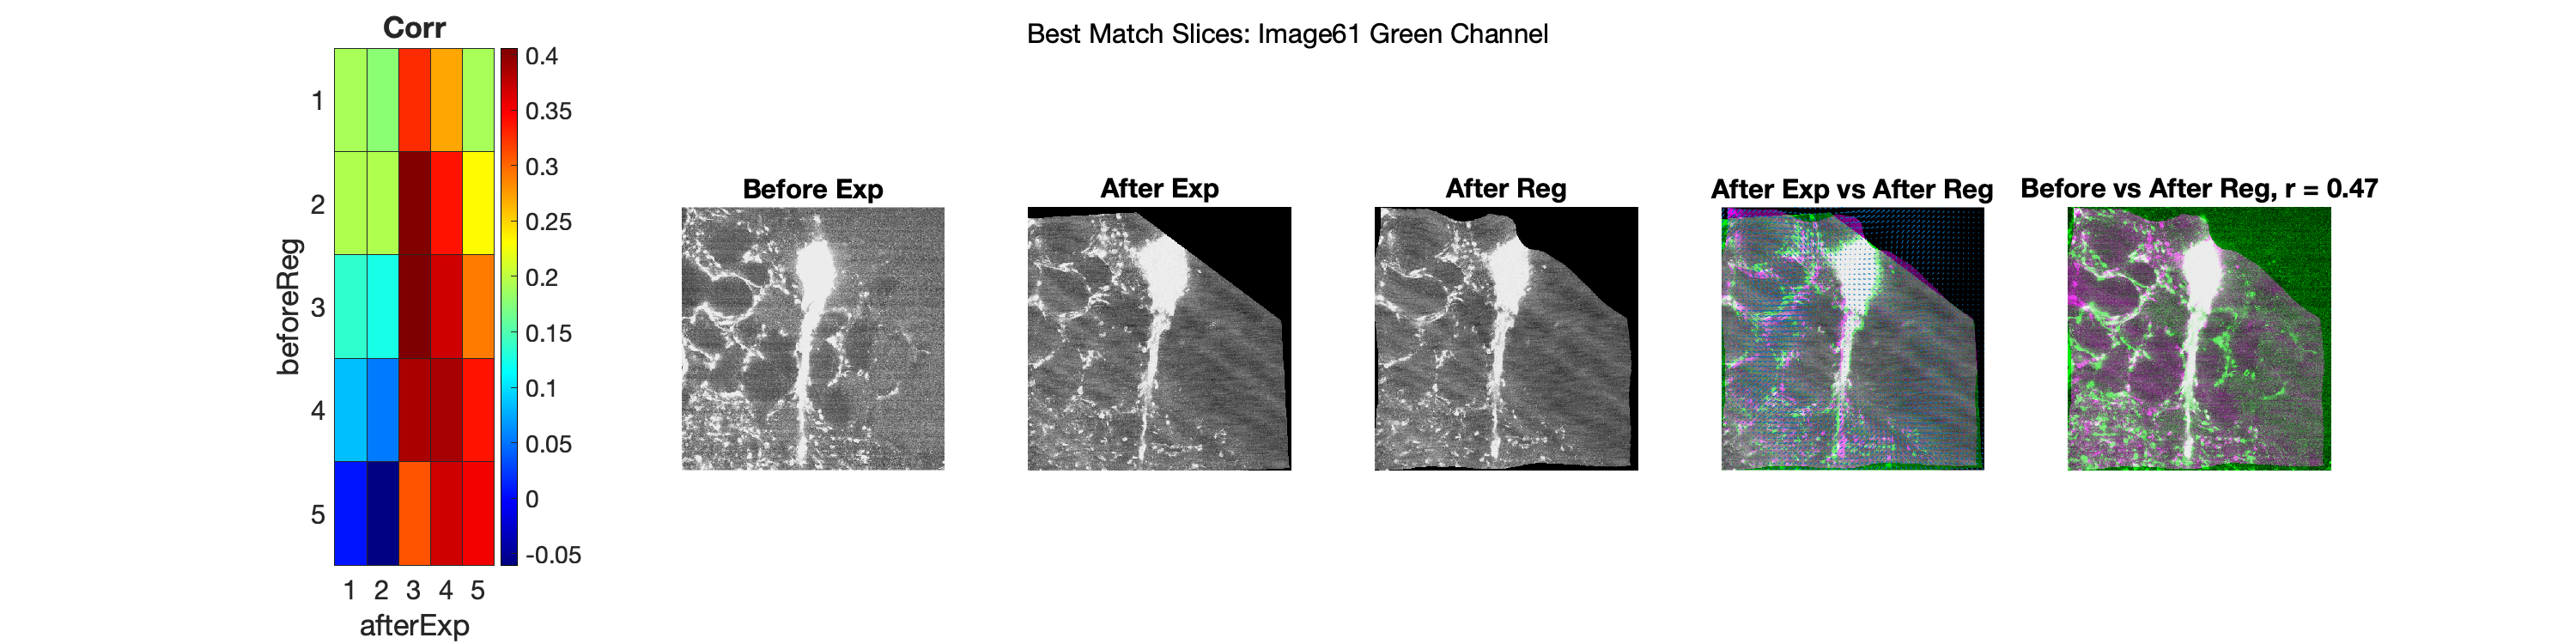 Best Match Slices: Image61 Green Channel
Corr
beforeReg
1
2
3
4
5
1 2 3 4 5
afterExp
0.4
0.35
0.3
0.25
0.2
0.15
0.1
0.05
0
-0.05
Before Exp
After Exp
After Reg
After Exp vs After Reg
Before vs After Reg, r = 0.47